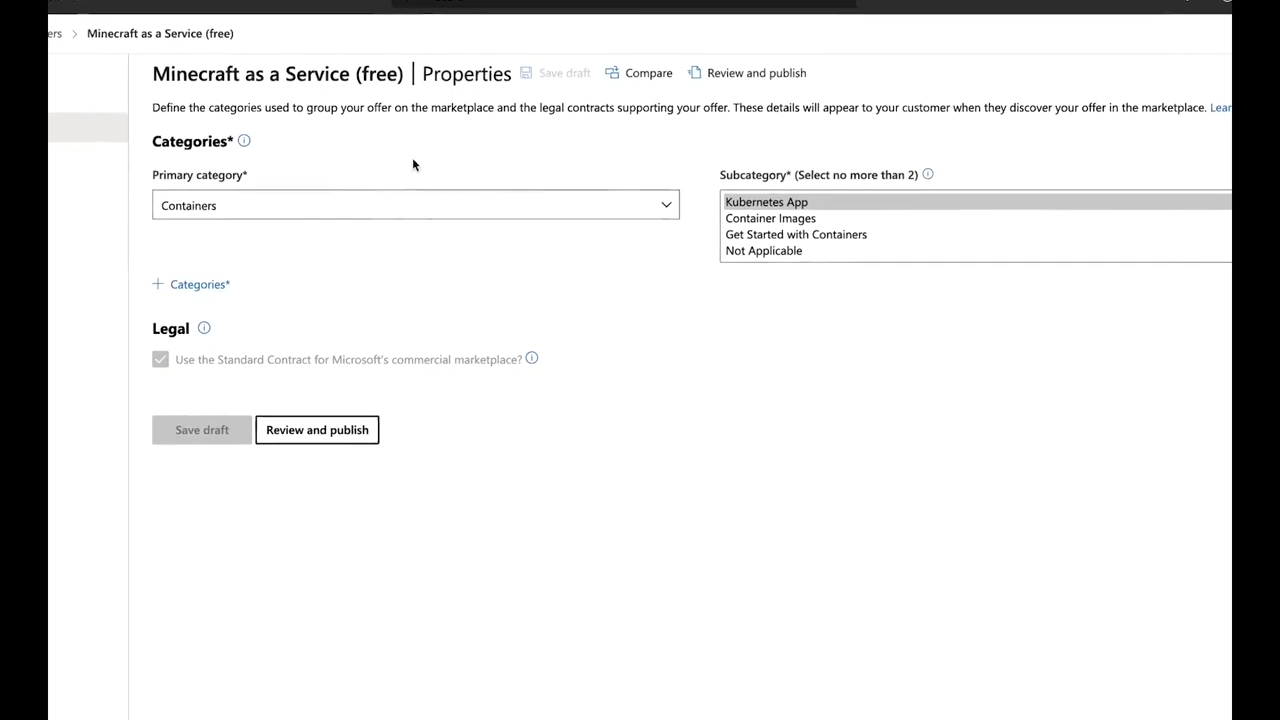 ers > Minecraft as a Service (free)
Minecraft as a Service (free) | Properties Save draft Compare Review and publish
Define the categories used to group your offer on the marketplace and the legal contracts supporting your offer. These details will appear to your customer when they discover your offer in the marketplace. Lear
Categories*
Primary category*
Containers
Subcategory* (Select no more than 2)
Kubernetes App
Container Images
Get Started with Containers
Not Applicable
+ Categories*
Legal
Use the Standard Contract for Microsoft's commercial marketplace?
Save draft Review and publish